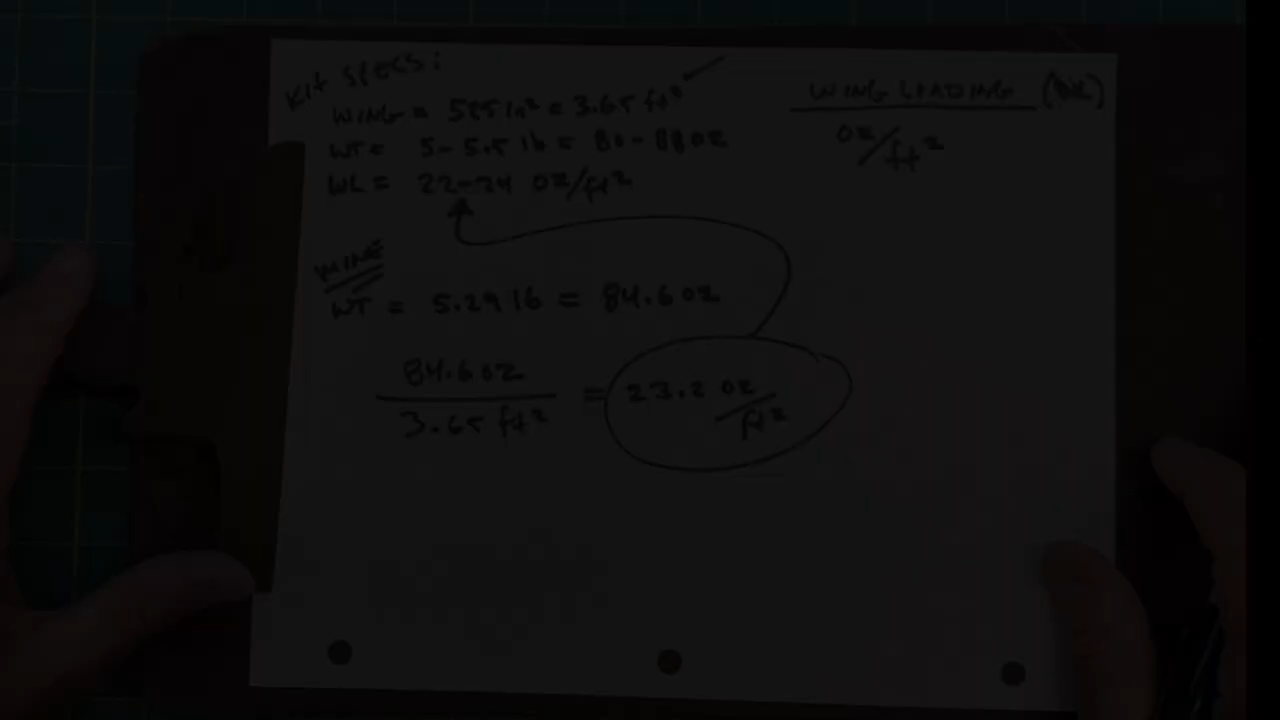 KIT SPECS:
WING = 525 in² = 3.65 ft²
WT = 5-5.5 lb = 80-88 oz
WL = 22-24 oz/ft²
WING LOADING
oz/ft²
MINE
WT = 5.29 lb = 84.6 oz
84.6 oz
3.65 ft²
= 23.2 oz/ft²